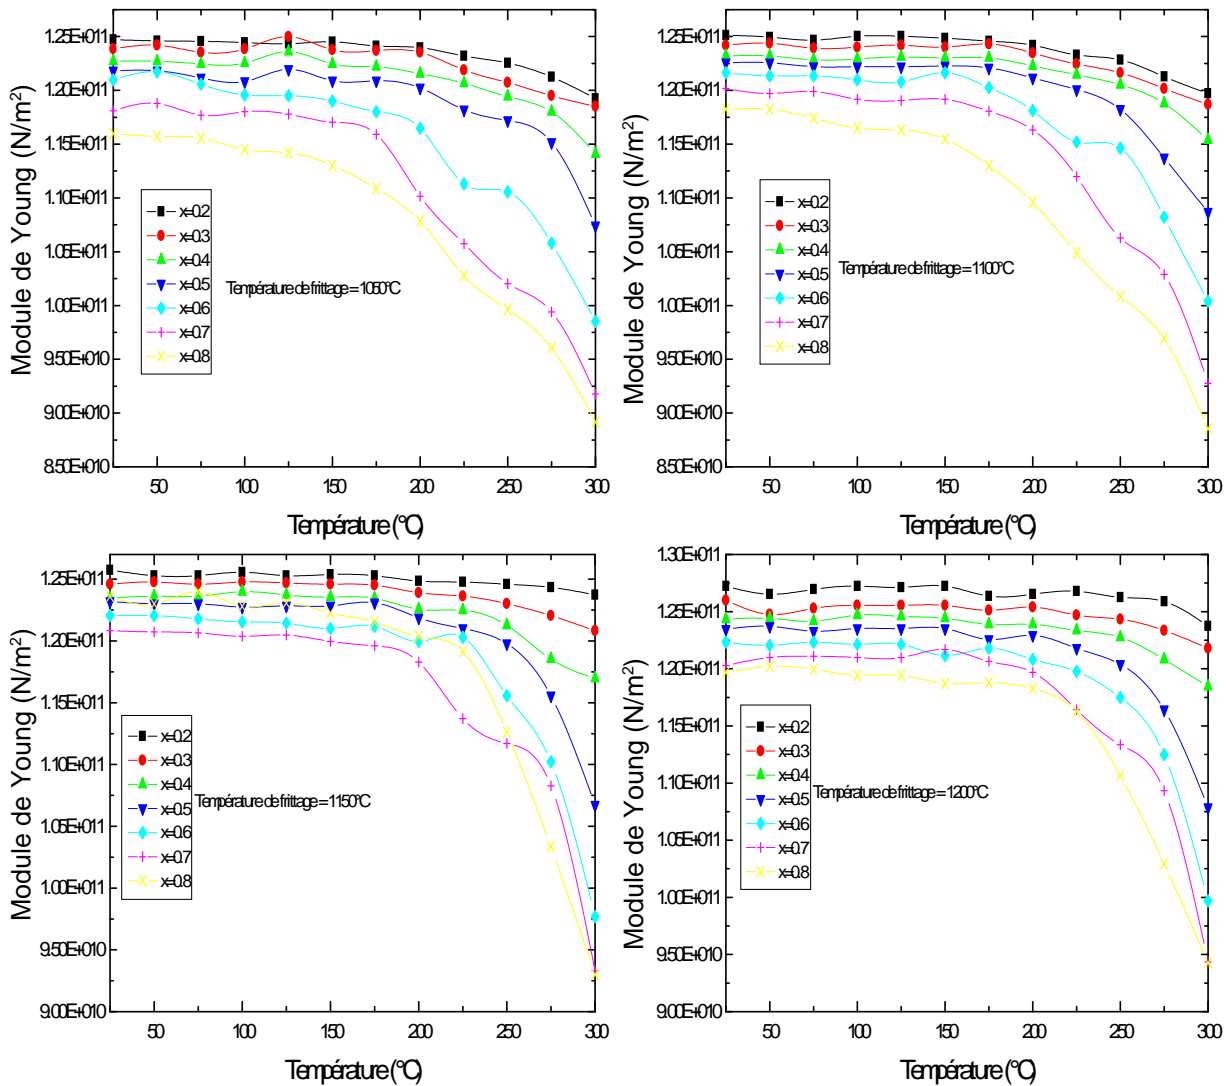 1.25E+011
1.20E+011
1.15E+011
1.10E+011
1.05E+011
1.00E+011
9.50E+010
9.00E+010
8.50E+010
Module de Young (N/m²)
x=0.2
x=0.3
x=0.4
x=0.5
x=0.6
x=0.7
x=0.8
Température de frittage = 1050°C
50 100 150 200 250 300
Température (°C)
1.25E+011
1.20E+011
1.15E+011
1.10E+011
1.05E+011
1.00E+011
9.50E+010
9.00E+010
8.50E+010
Module de Young (N/m²)
x=0.2
x=0.3
x=0.4
x=0.5
x=0.6
x=0.7
x=0.8
Température de frittage = 1100°C
50 100 150 200 250 300
Température (°C)
1.25E+011
1.20E+011
1.15E+011
1.10E+011
1.05E+011
1.00E+011
9.50E+010
9.00E+010
Module de Young (N/m²)
x=0.2
x=0.3
x=0.4
x=0.5
x=0.6
x=0.7
x=0.8
Température de frittage = 1150°C
50 100 150 200 250 300
Température (°C)
1.30E+011
1.25E+011
1.20E+011
1.15E+011
1.10E+011
1.05E+011
1.00E+011
9.50E+010
9.00E+010
Module de Young (N/m²)
x=0.2
x=0.3
x=0.4
x=0.5
x=0.6
x=0.7
x=0.8
Température de frittage = 1200°C
50 100 150 200 250 300
Température (°C)